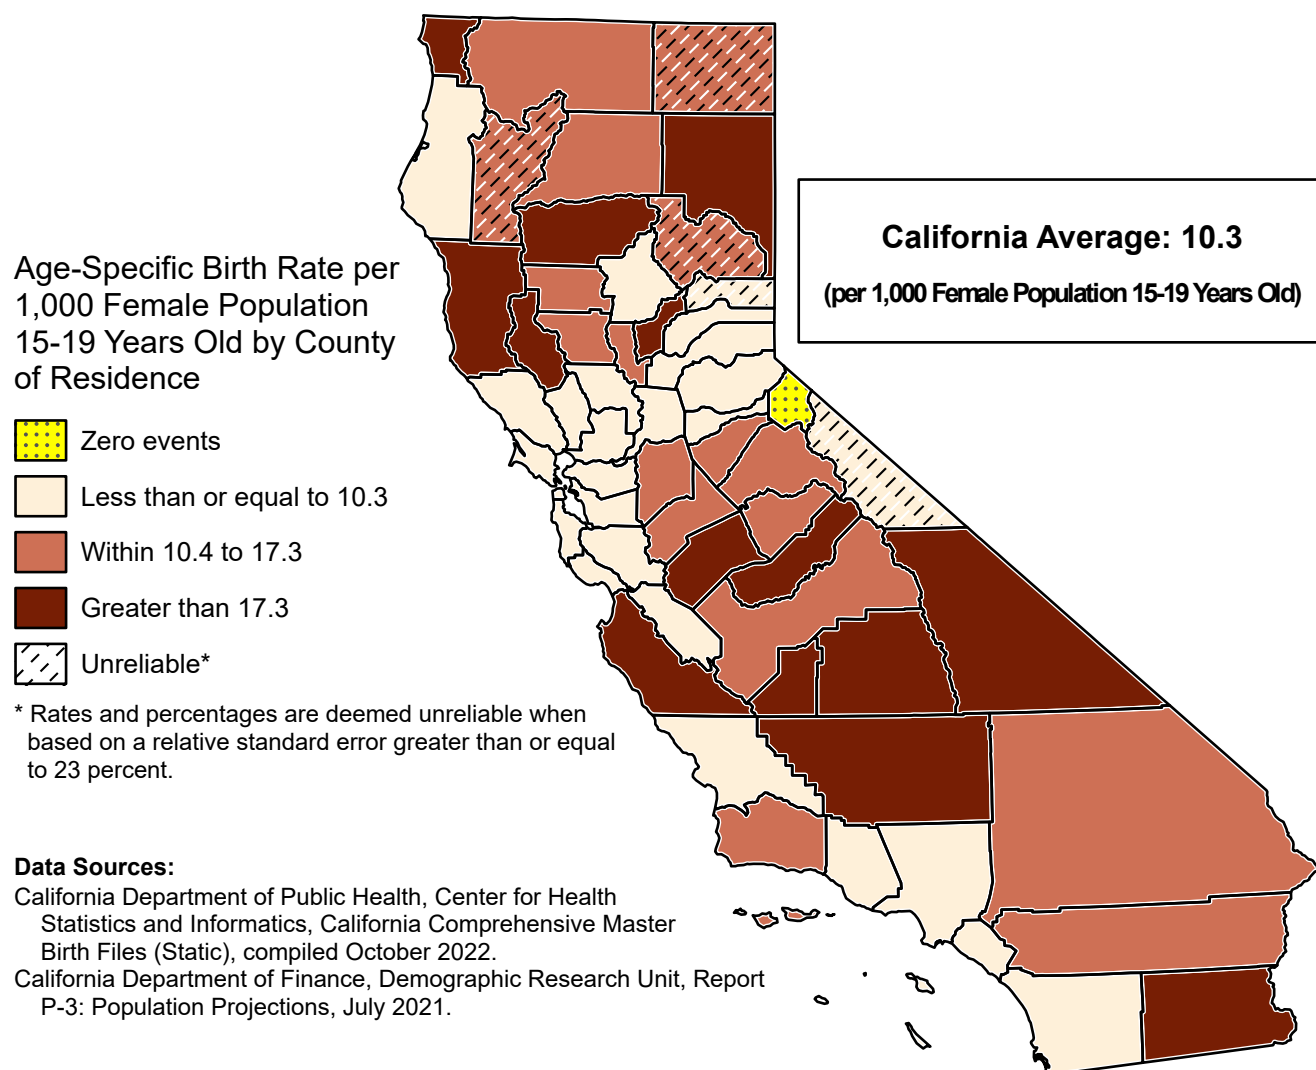 California Average: 10.3
(per 1,000 Female Population 15-19 Years Old)
Age-Specific Birth Rate per
1,000 Female Population
15-19 Years Old by County
of Residence
Zero events
Less than or equal to 10.3
Within 10.4 to 17.3
Greater than 17.3
Unreliable*
* Rates and percentages are deemed unreliable when
based on a relative standard error greater than or equal
to 23 percent.
Data Sources:
California Department of Public Health, Center for Health
Statistics and Informatics, California Comprehensive Master
Birth Files (Static), compiled October 2022.
California Department of Finance, Demographic Research Unit, Report
P-3: Population Projections, July 2021.